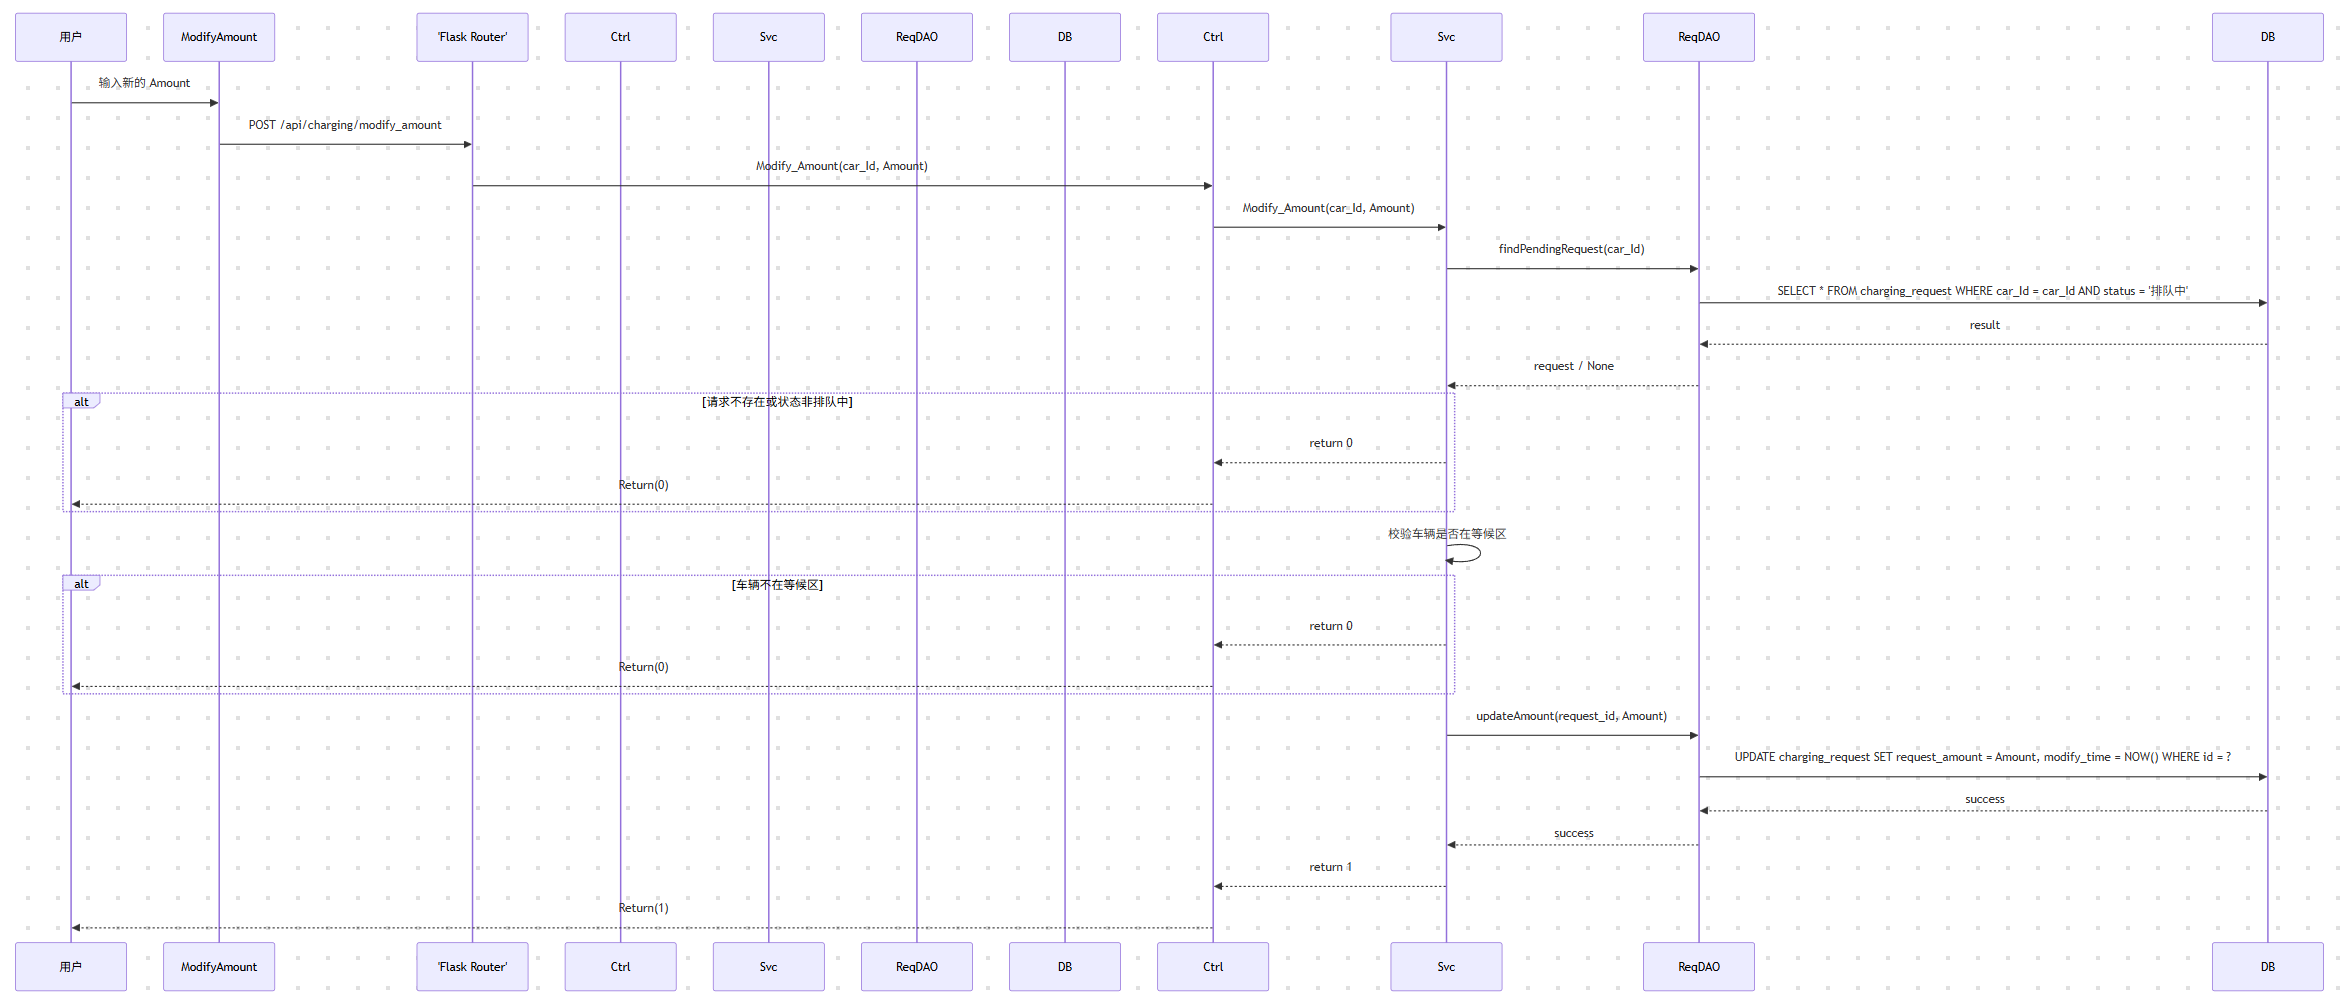 用户
ModifyAmount
'Flask Router'
Ctrl
Svc
ReqDAO
DB
Ctrl
Svc
ReqDAO
DB
输入新的 Amount
POST /api/charging/modify_amount
Modify_Amount(car_Id, Amount)
Modify_Amount(car_Id, Amount)
findPendingRequest(car_Id)
SELECT * FROM charging_request WHERE car_Id = car_Id AND status = '排队中'
result
request / None
alt
[请求不存在或状态非排队中]
return 0
Return(0)
校验车辆是否在等候区
alt
[车辆不在等候区]
return 0
Return(0)
updateAmount(request_id, Amount)
UPDATE charging_request SET request_amount = Amount, modify_time = NOW() WHERE id = ?
success
success
return 1
Return(1)
用户
ModifyAmount
'Flask Router'
Ctrl
Svc
ReqDAO
DB
Ctrl
Svc
ReqDAO
DB